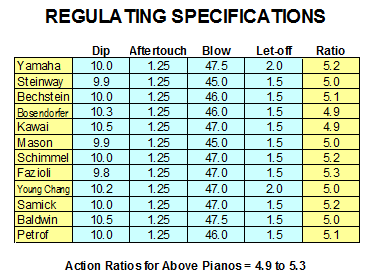 REGULATING SPECIFICATIONS
Dip Aftertouch Blow Let-off Ratio
Yamaha 10.0 1.25 47.5 2.0 5.2
Steinway 9.9 1.25 45.0 1.5 5.0
Bechstein 10.0 1.25 46.0 1.5 5.1
Bosendorfer 10.3 1.25 46.0 1.5 4.9
Kawai 10.5 1.25 47.0 1.5 4.9
Mason 9.9 1.25 45.0 1.5 5.0
Schimmel 10.0 1.25 47.0 1.5 5.2
Fazioli 9.8 1.25 47.0 1.5 5.3
Young Chang 10.2 1.25 47.0 2.0 5.0
Samick 10.0 1.25 47.0 1.5 5.2
Baldwin 10.5 1.25 47.5 1.5 5.0
Petrof 10.0 1.25 46.0 1.5 5.1
Action Ratios for Above Pianos = 4.9 to 5.3